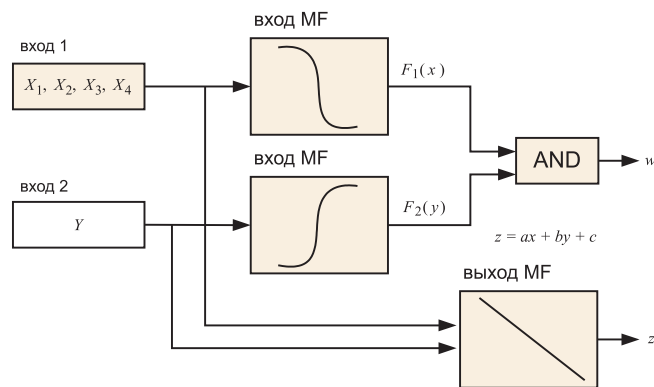 вход MF
вход 1
X1, X2, X3, X4
F1(x)
вход MF
AND
w
вход 2
Y
F2(y)
z = ax + by + c
выход MF
z